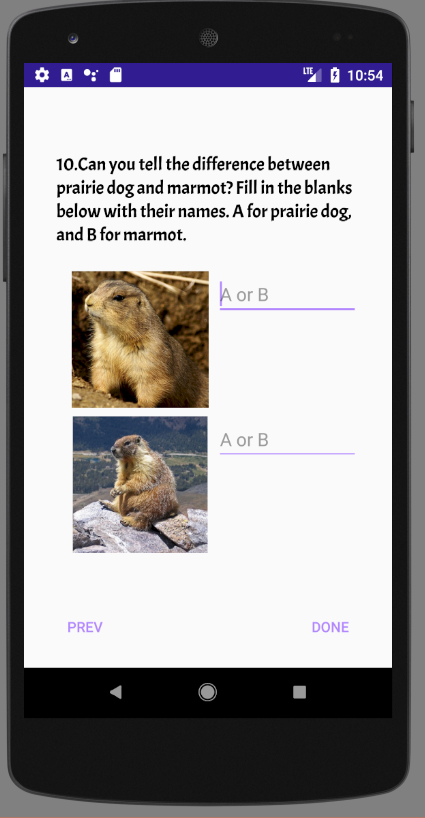 LTE 10:54
10.Can you tell the difference between
prairie dog and marmot? Fill in the blanks
below with their names. A for prairie dog,
and B for marmot.
A or B
A or B
PREV DONE